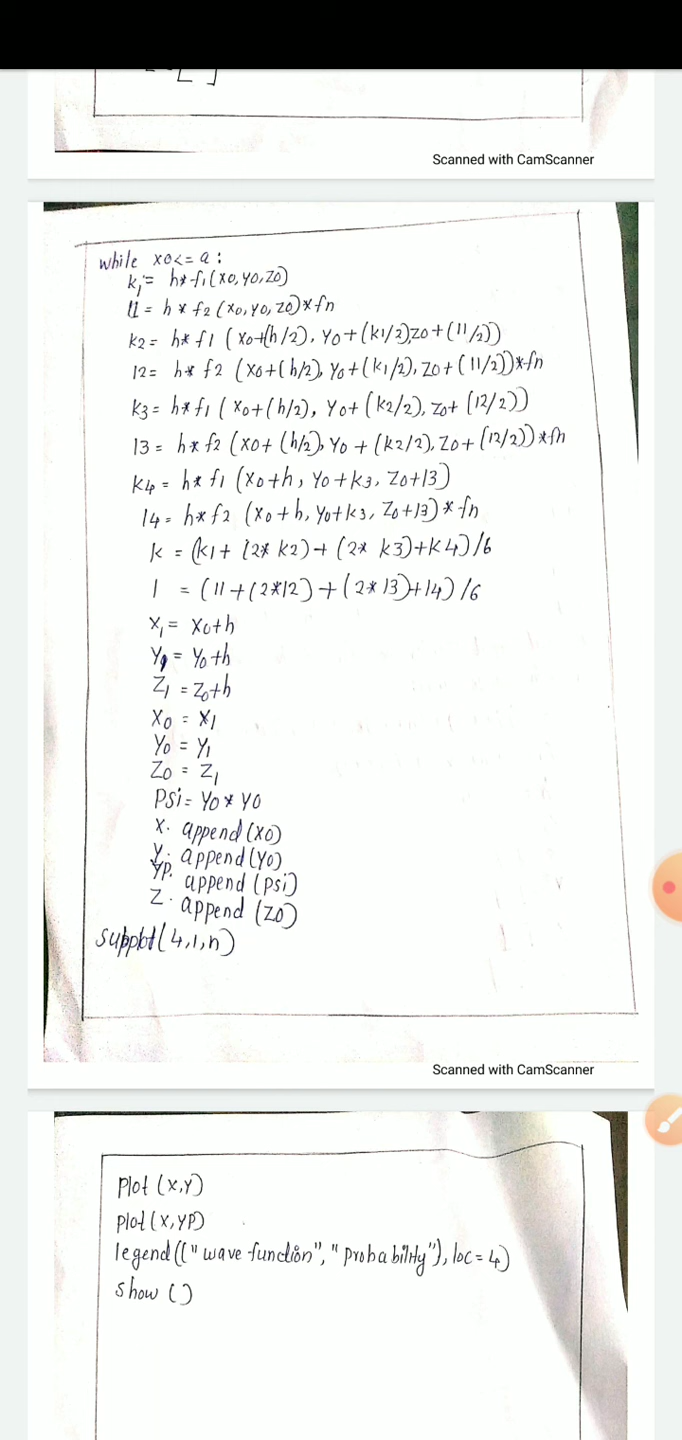 Scanned with CamScanner
while x0<= a :
k1 = h*f1(x0,y0,z0)
l1 = h * f2 (x0, y0, z0)*fn
k2 = h* f1 ( x0+(h/2), y0+(k1/2)z0+(l1/2))
l2= h* f2 (x0+(h/2), y0+(k1/2), z0+(l1/2))*fn
k3 = h*f1 ( x0+(h/2), y0+ (k2/2), z0+ (l2/2))
l3 = h* f2 (x0+ (h/2), y0 + (k2/2), z0+ (l2/2)) *fn
k4 = h* f1 (x0+h, y0+k3, z0+l3)
l4 = h*f2 (x0+h, y0+k3, z0+l3)* fn
k = (k1+ (2* k2)+ (2* k3)+k4)/6
l = (l1+(2*l2)+(2*l3)+l4)/6
x1 = x0+h
y1 = y0+h
z1 = z0+h
x0 = x1
y0 = y1
z0 = z1
Psi= y0* y0
x. append(x0)
y. append(y0)
yp. append (psi)
z. append (z0)
subplot(4,1,n)
Scanned with CamScanner
plot (x,y)
plot (x,yp)
legend(("wave function", "probability"), loc=4)
show ()